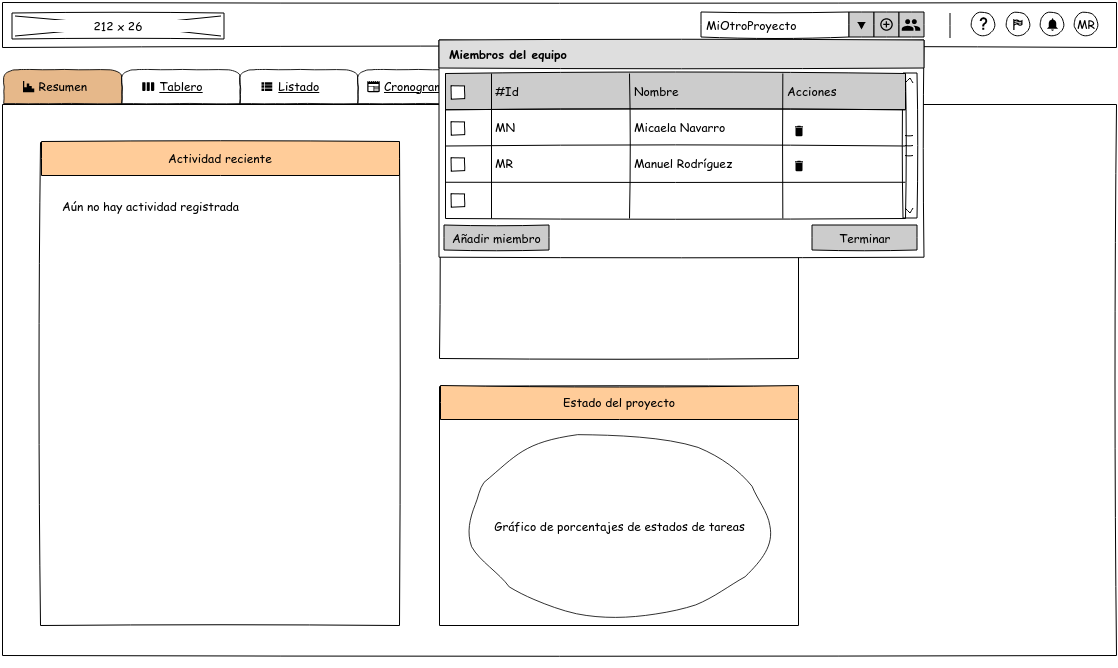 212 x 26
MiOtroProyecto
?
MR
Miembros del equipo
Resumen
Tablero
Listado
Cronogran
#Id
Nombre
Acciones
MN
Micaela Navarro
MR
Manuel Rodríguez
Añadir miembro
Terminar
Actividad reciente
Aún no hay actividad registrada
Estado del proyecto
Gráfico de porcentajes de estados de tareas